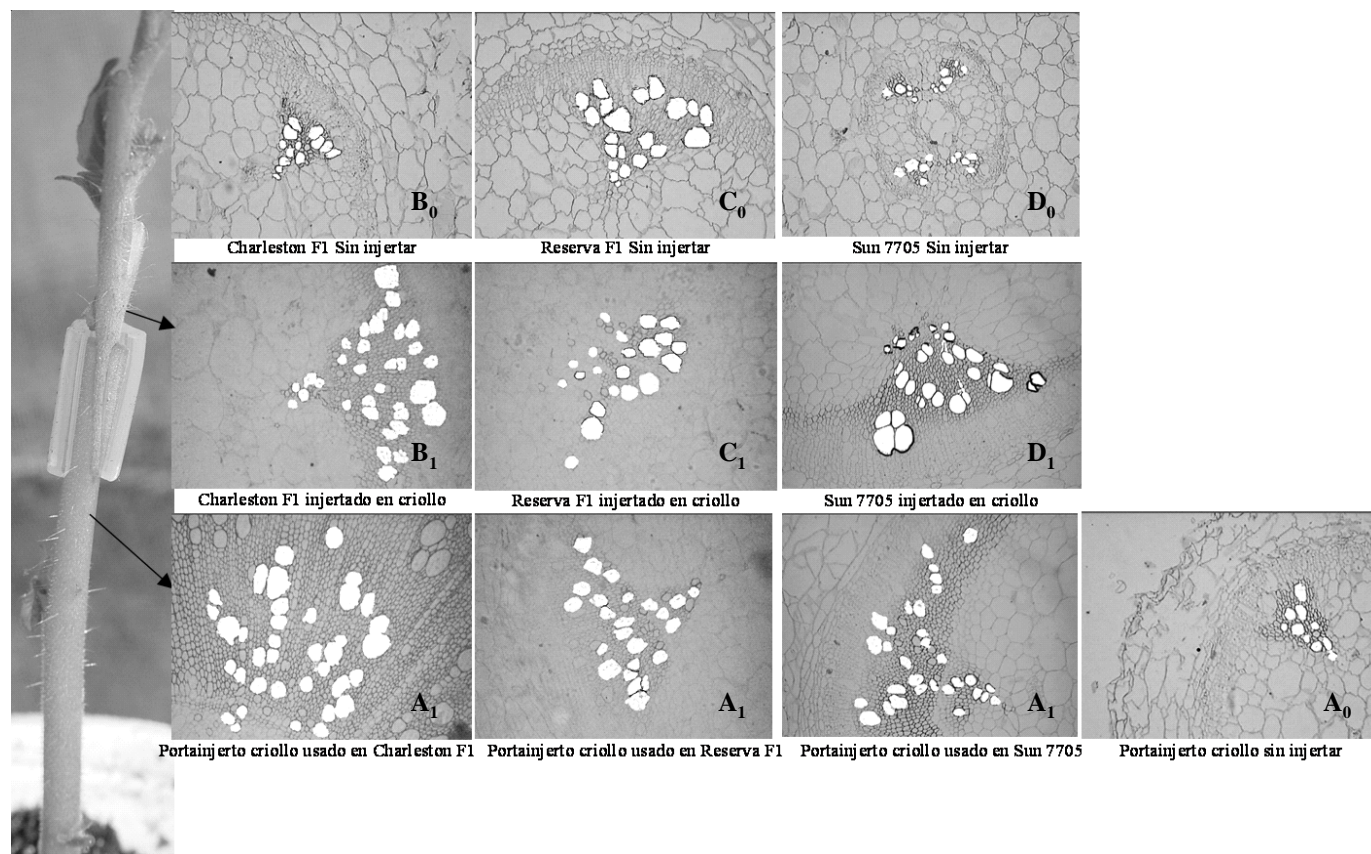 B0
C0
D0
Charleston F1 Sin injertar
Reserva F1 Sin injertar
Sun 7705 Sin injertar
B1
C1
D1
Charleston F1 injertado en criollo
Reserva F1 injertado en criollo
Sun 7705 injertado en criollo
A1
A1
A1
A0
Portainjerto criollo usado en Charleston F1
Portainjerto criollo usado en Reserva F1
Portainjerto criollo usado en Sun 7705
Portainjerto criollo sin injertar